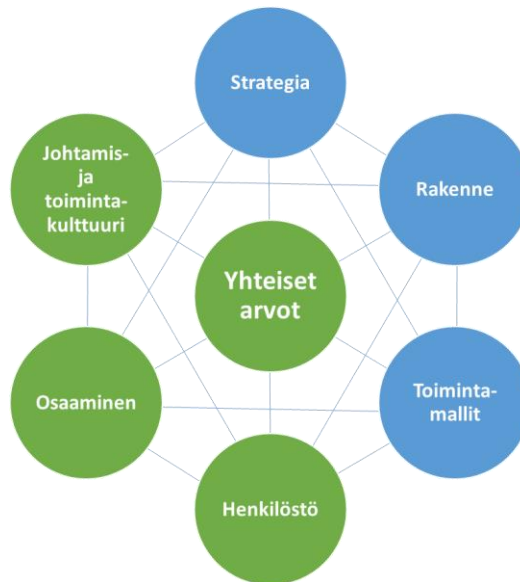 Strategia
Johtamis-
ja
toiminta-
kulttuuri
Rakenne
Yhteiset
arvot
Osaaminen
Toiminta-
mallit
Henkilöstö